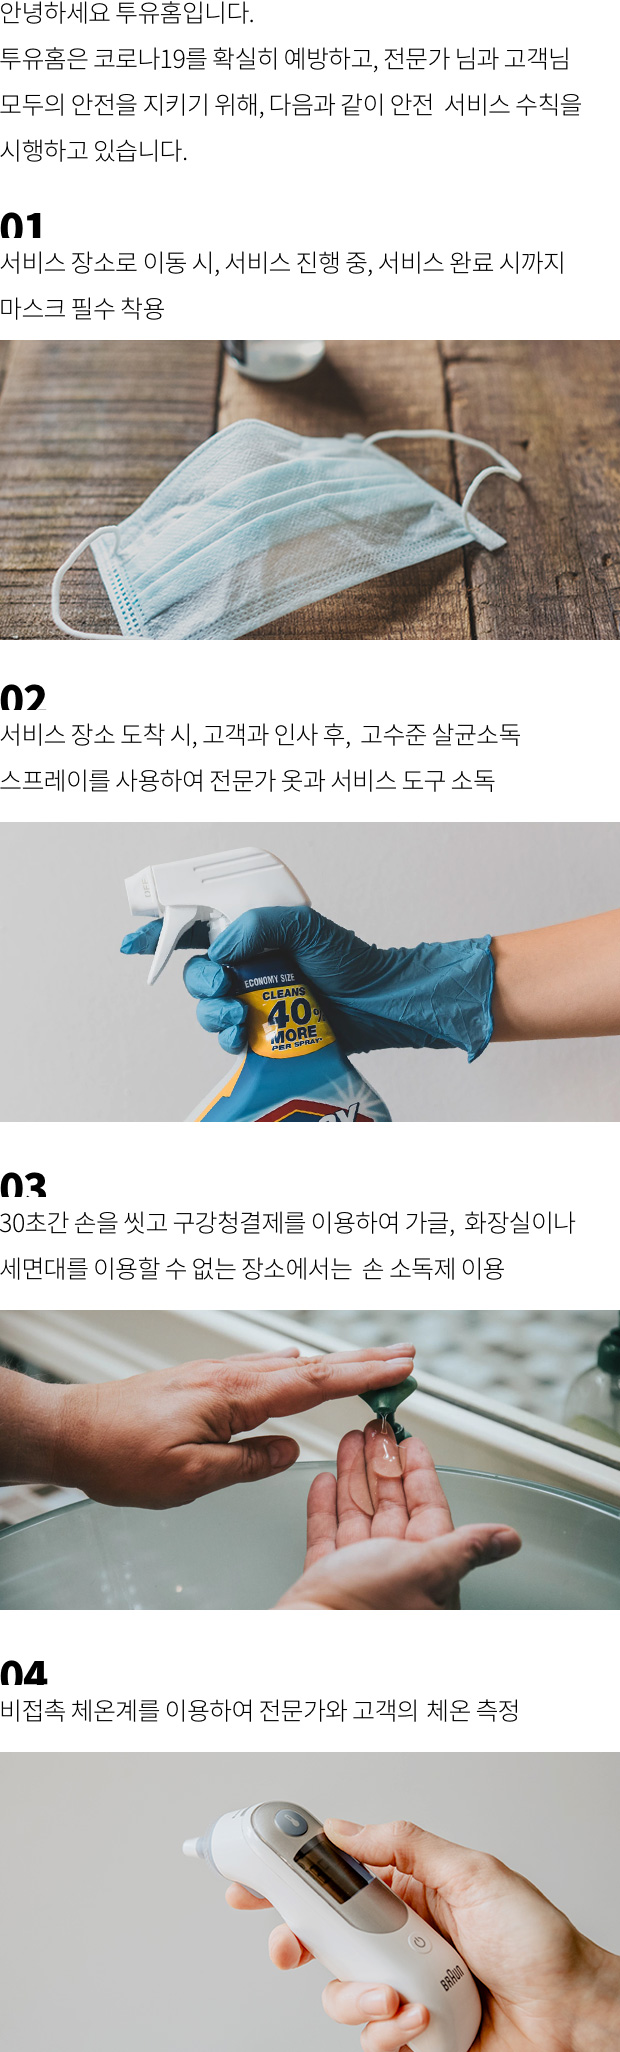 안녕하세요 투유홈입니다.
투유홈은 코로나19를 확실히 예방하고, 전문가 님과 고객님
모두의 안전을 지키기 위해, 다음과 같이 안전 서비스 수칙을
시행하고 있습니다.
01
서비스 장소로 이동 시, 서비스 진행 중, 서비스 완료 시까지
마스크 필수 착용
02
서비스 장소 도착 시, 고객과 인사 후, 고수준 살균소독
스프레이를 사용하여 전문가 옷과 서비스 도구 소독
OFF
ECONOMY SIZE
CLEANS
40%
MORE
PER SPRAY*
03
30초간 손을 씻고 구강청결제를 이용하여 가글, 화장실이나
세면대를 이용할 수 없는 장소에서는 손 소독제 이용
04
비접촉 체온계를 이용하여 전문가와 고객의 체온 측정
BRAUN